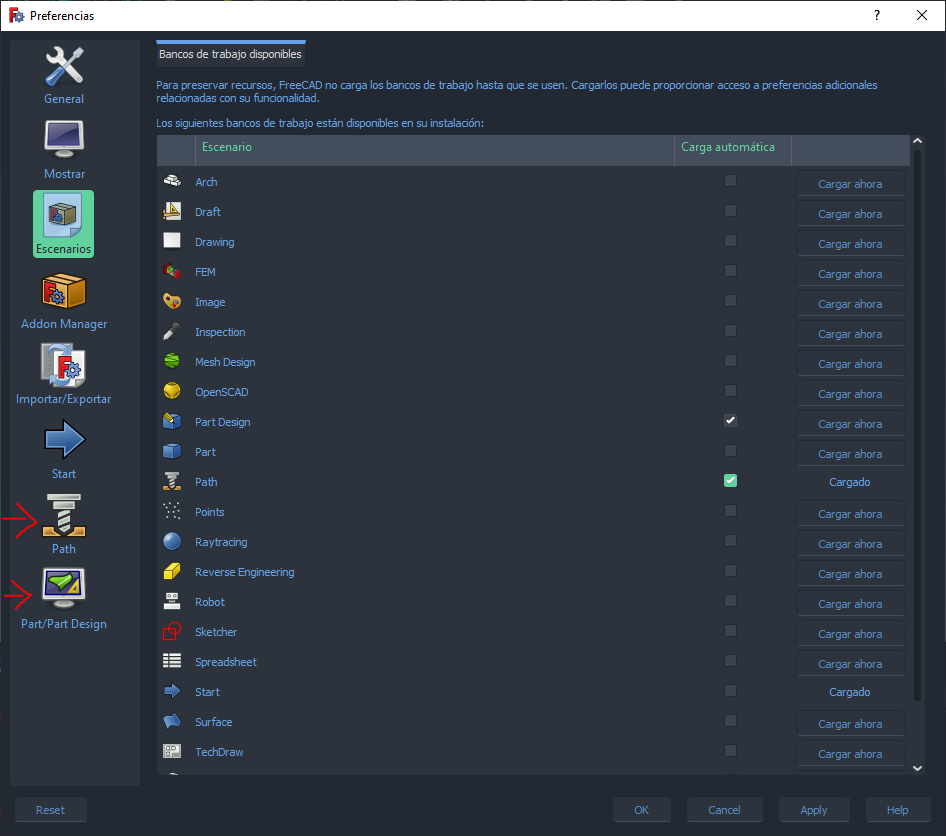 Preferencias
?
General
Mostrar
Escenarios
Addon Manager
Importar/Exportar
Start
Path
Part/Part Design
Bancos de trabajo disponibles
Para preservar recursos, FreeCAD no carga los bancos de trabajo hasta que se usen. Cargarlos puede proporcionar acceso a preferencias adicionales
relacionadas con su funcionalidad.
Los siguientes bancos de trabajo están disponibles en su instalación:
Escenario Carga automática
Arch Cargar ahora
Draft Cargar ahora
Drawing Cargar ahora
FEM Cargar ahora
Image Cargar ahora
Inspection Cargar ahora
Mesh Design Cargar ahora
OpenSCAD Cargar ahora
Part Design Cargar ahora
Part Cargar ahora
Path Cargado
Points Cargar ahora
Raytracing Cargar ahora
Reverse Engineering Cargar ahora
Robot Cargar ahora
Sketcher Cargar ahora
Spreadsheet Cargar ahora
Start Cargado
Surface Cargar ahora
TechDraw Cargar ahora
Reset OK Cancel Apply Help